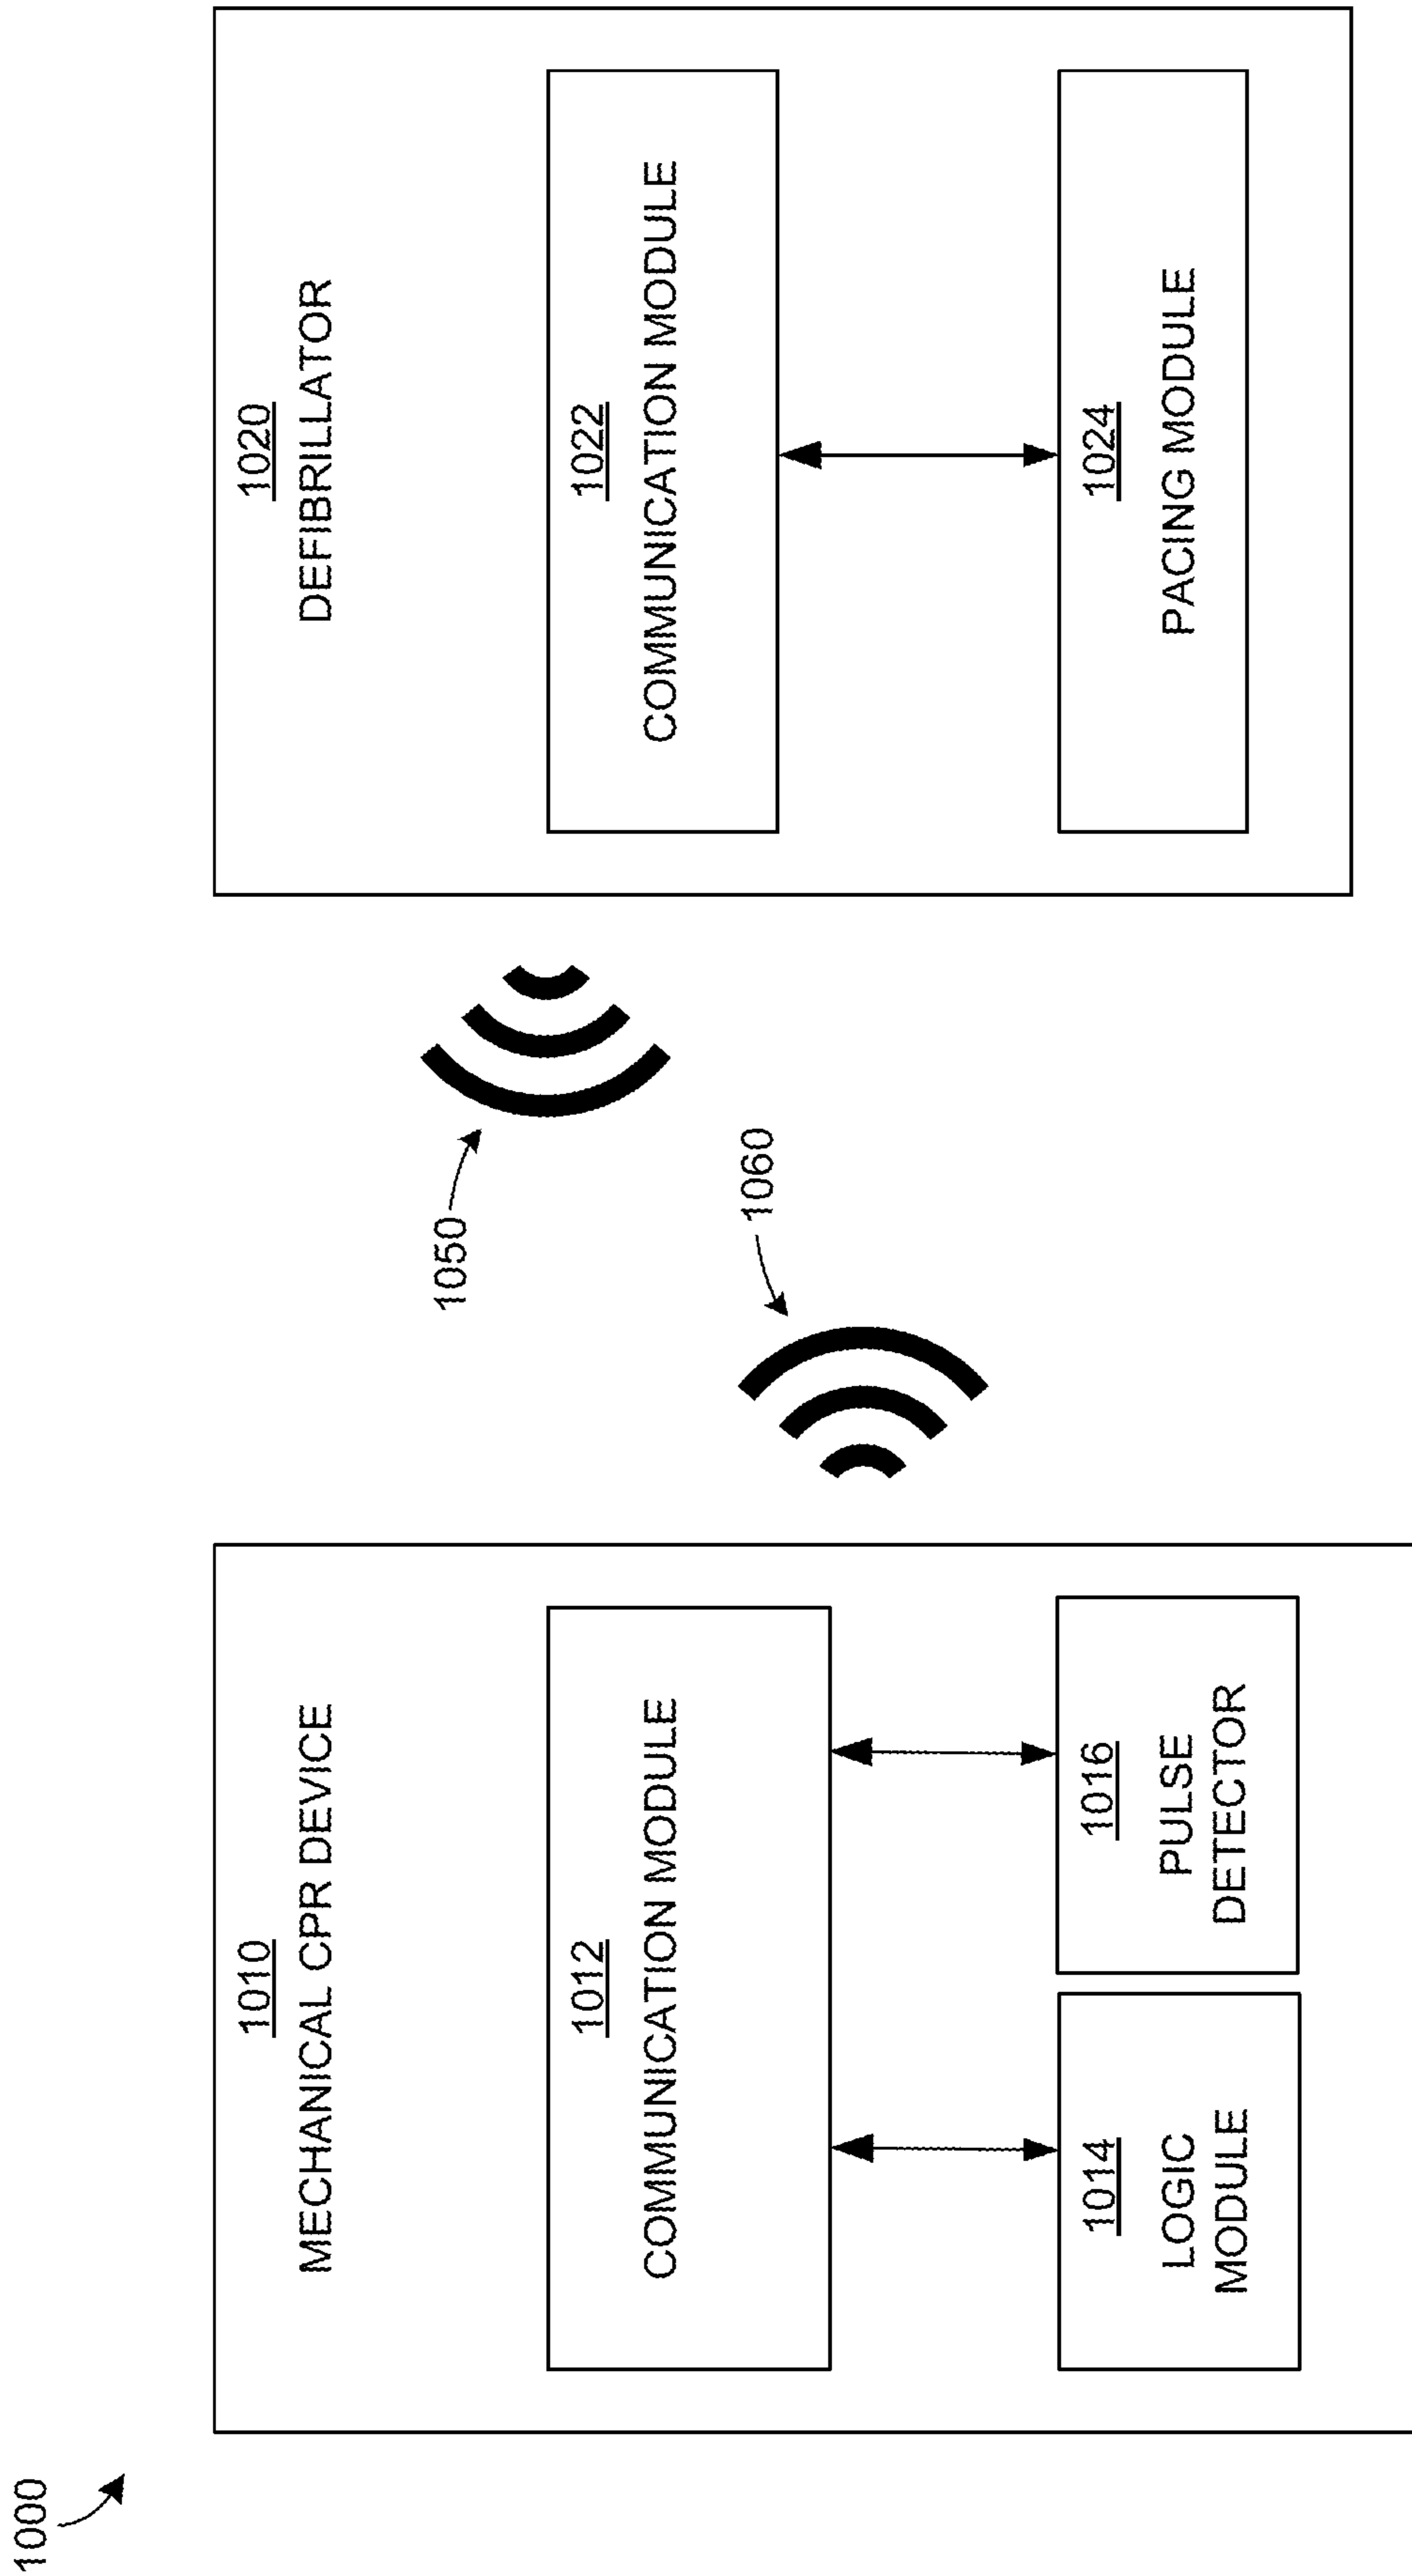 1000
1010
MECHANICAL CPR DEVICE
1012
COMMUNICATION MODULE
1014
LOGIC
MODULE
1016
PULSE
DETECTOR
1050
1060
1020
DEFIBRILLATOR
1022
COMMUNICATION MODULE
1024
PACING MODULE